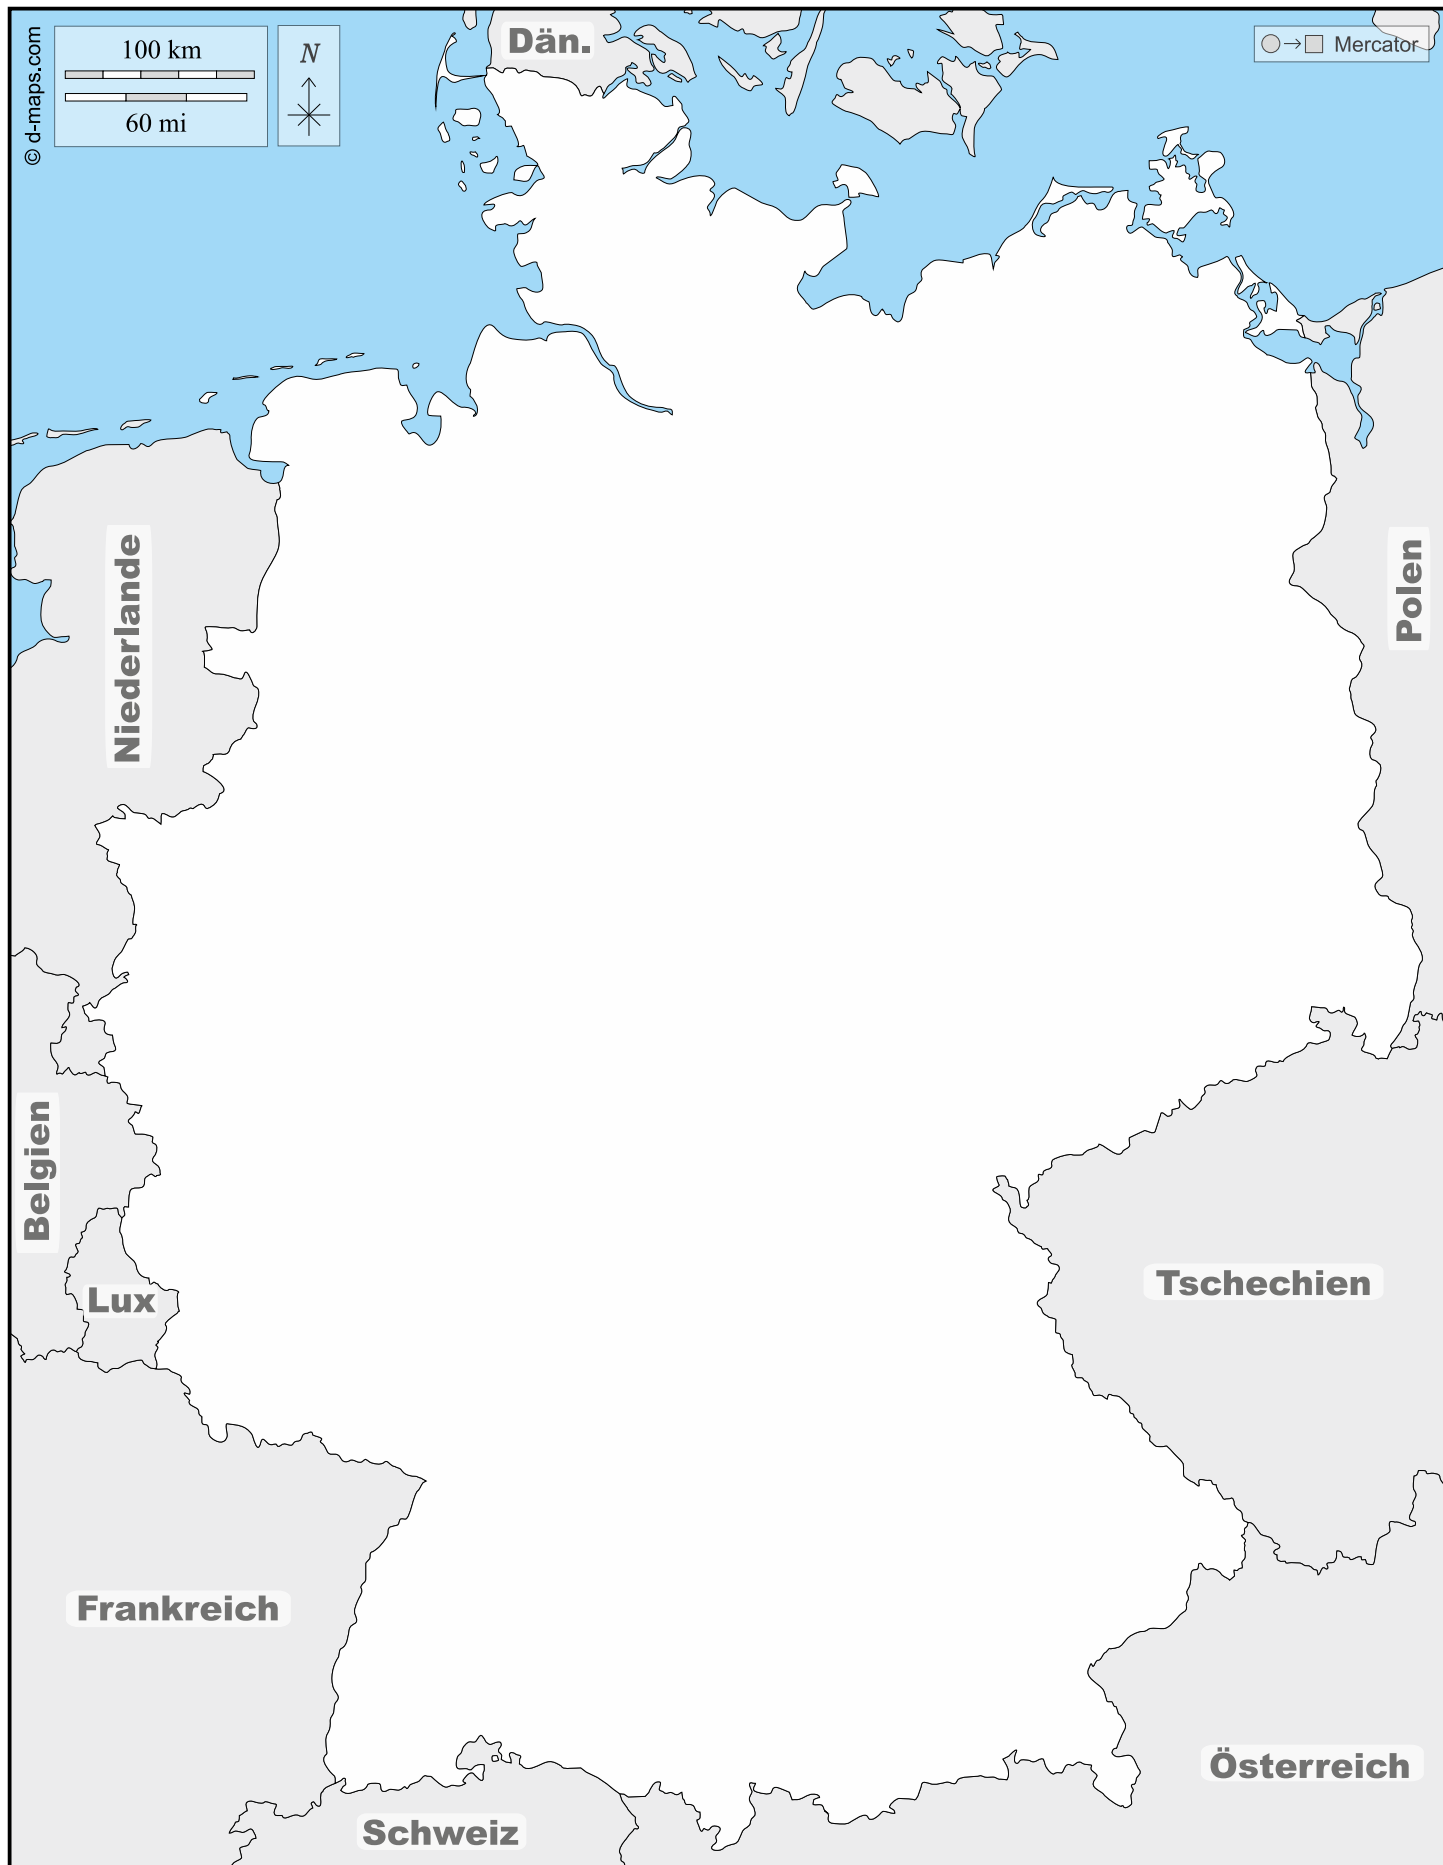 © d-maps.com
100 km
60 mi
N
Dän.
Mercator
Niederlande
Polen
Belgien
Lux
Tschechien
Frankreich
Österreich
Schweiz